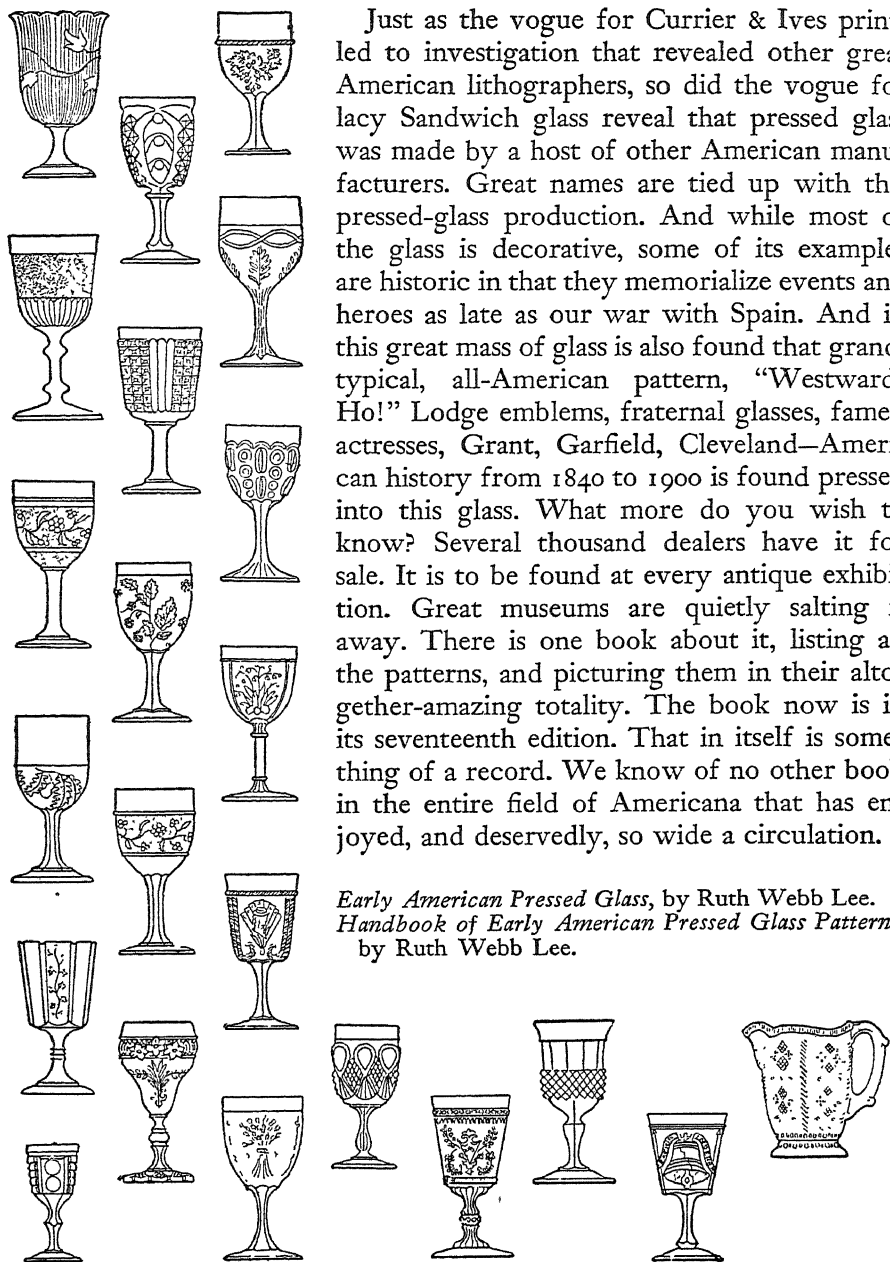 Just as the vogue for Currier & Ives prin
led to investigation that revealed other grea
American lithographers, so did the vogue fo
lacy Sandwich glass reveal that pressed glas
was made by a host of other American manu
facturers. Great names are tied up with th
pressed-glass production. And while most o
the glass is decorative, some of its example
are historic in that they memorialize events an
heroes as late as our war with Spain. And i
this great mass of glass is also found that grand
typical, all-American pattern, “Westward
Ho!” Lodge emblems, fraternal glasses, fame
actresses, Grant, Garfield, Cleveland—Ameri
can history from 1840 to 1900 is found presse
into this glass. What more do you wish t
know? Several thousand dealers have it fo
sale. It is to be found at every antique exhibi
tion. Great museums are quietly salting i
away. There is one book about it, listing a
the patterns, and picturing them in their alto
gether-amazing totality. The book now is i
its seventeenth edition. That in itself is some
thing of a record. We know of no other boo
in the entire field of Americana that has en
joyed, and deservedly, so wide a circulation.
Early American Pressed Glass, by Ruth Webb Lee.
Handbook of Early American Pressed Glass Pattern
by Ruth Webb Lee.